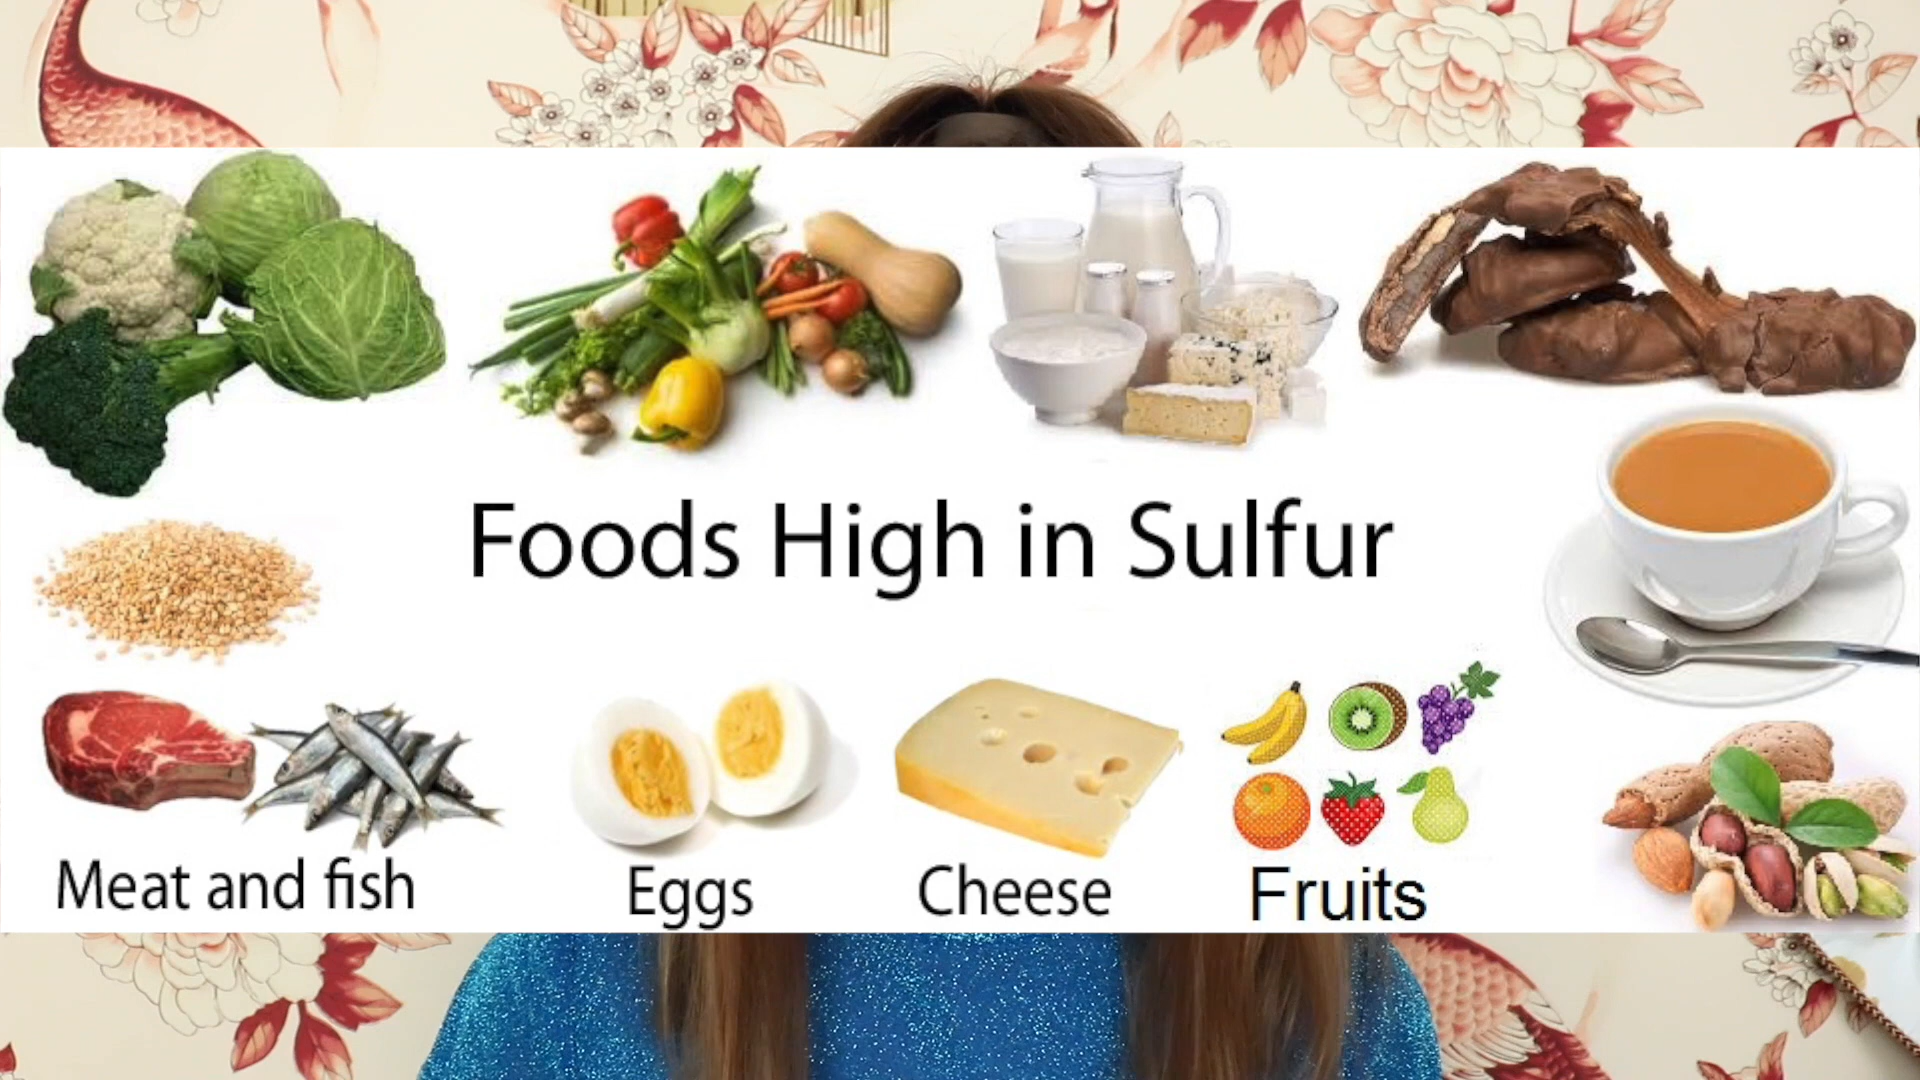 Foods High in Sulfur
Meat and fish
Eggs
Cheese
Fruits